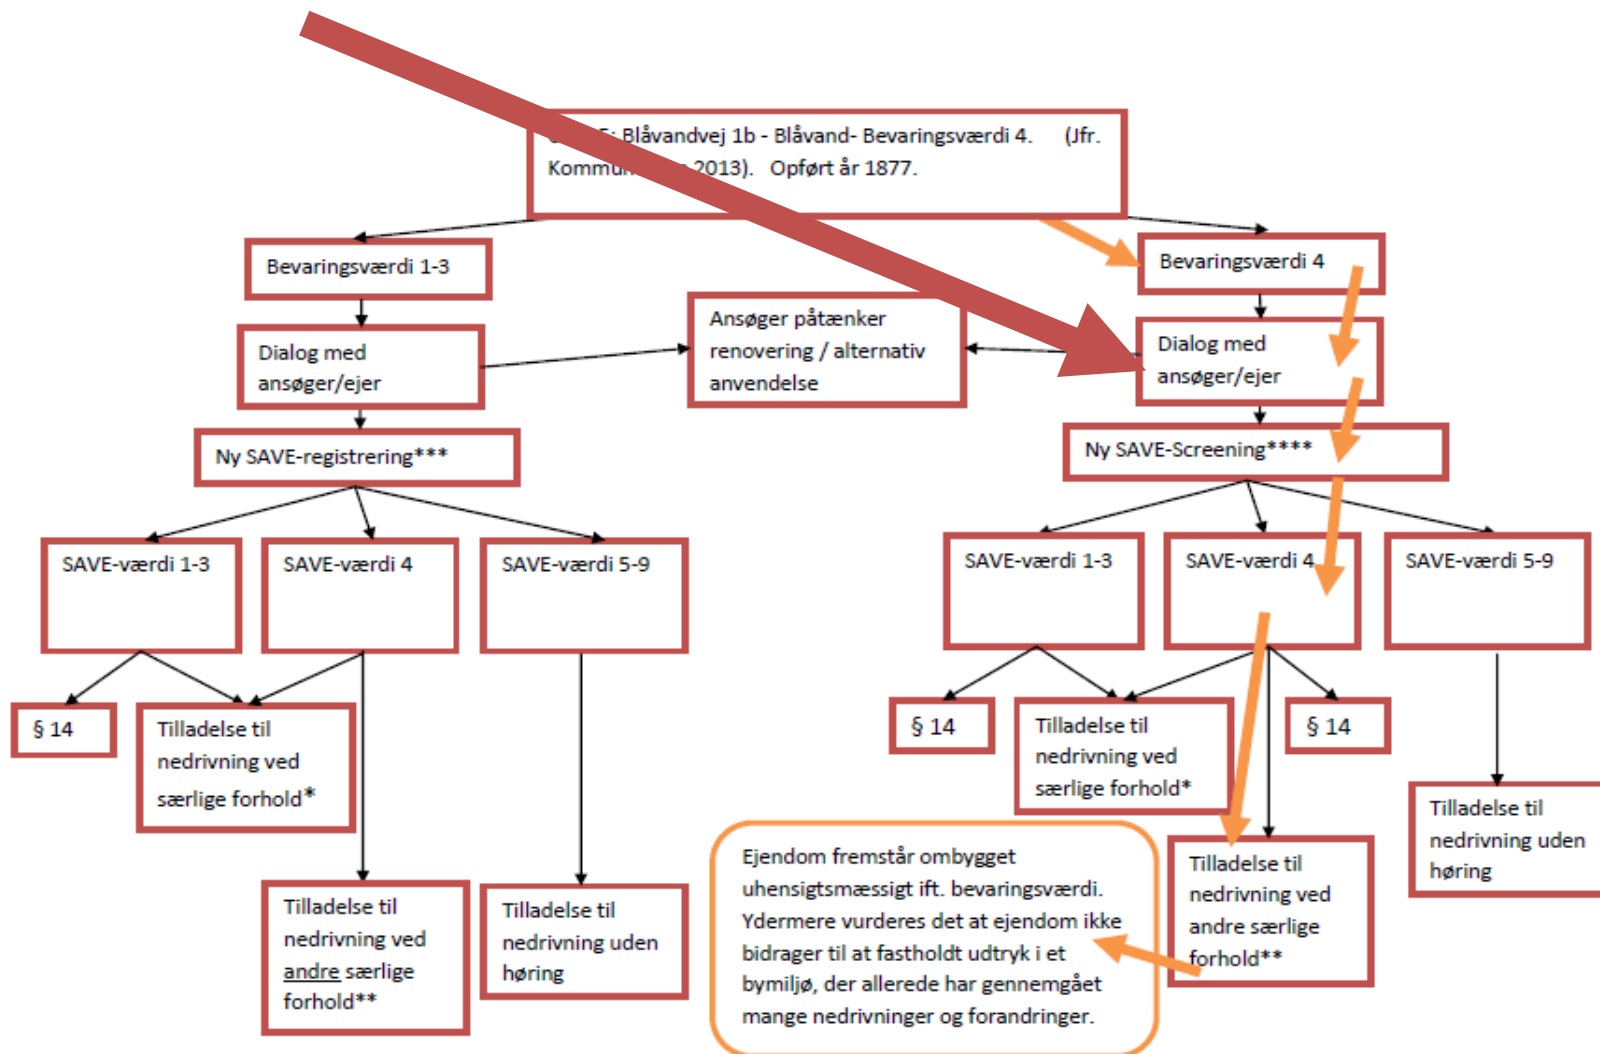 5: Blåvandvej 1b - Blåvand- Bevaringsværdi 4. (Jfr.
2013). Opført år 1877.
Bevaringsværdi 1-3
Bevaringsværdi 4
Dialog med
ansøger/ejer
Ansøger påtænker
renovering / alternativ
anvendelse
Dialog med
ansøger/ejer
Ny SAVE-registrering***
Ny SAVE-Screening****
SAVE-værdi 1-3
SAVE-værdi 4
SAVE-værdi 5-9
SAVE-værdi 1-3
SAVE-værdi 4
SAVE-værdi 5-9
§ 14
Tilladelse til
nedrivning ved
særlige forhold*
§ 14
Tilladelse til
nedrivning ved
særlige forhold*
§ 14
Tilladelse til
nedrivning ved
andre særlige
forhold**
Tilladelse til
nedrivning uden
høring
Ejendom fremstår ombygget
uhensigtsmæssigt ift. bevaringsværdi.
Ydermere vurderes det at ejendom ikke
bidrager til at fastholdt udtryk i et
bymiljø, der allerede har gennemgået
mange nedrivninger og forandringer.
Tilladelse til
nedrivning ved
andre særlige
forhold**
Tilladelse til
nedrivning uden
høring